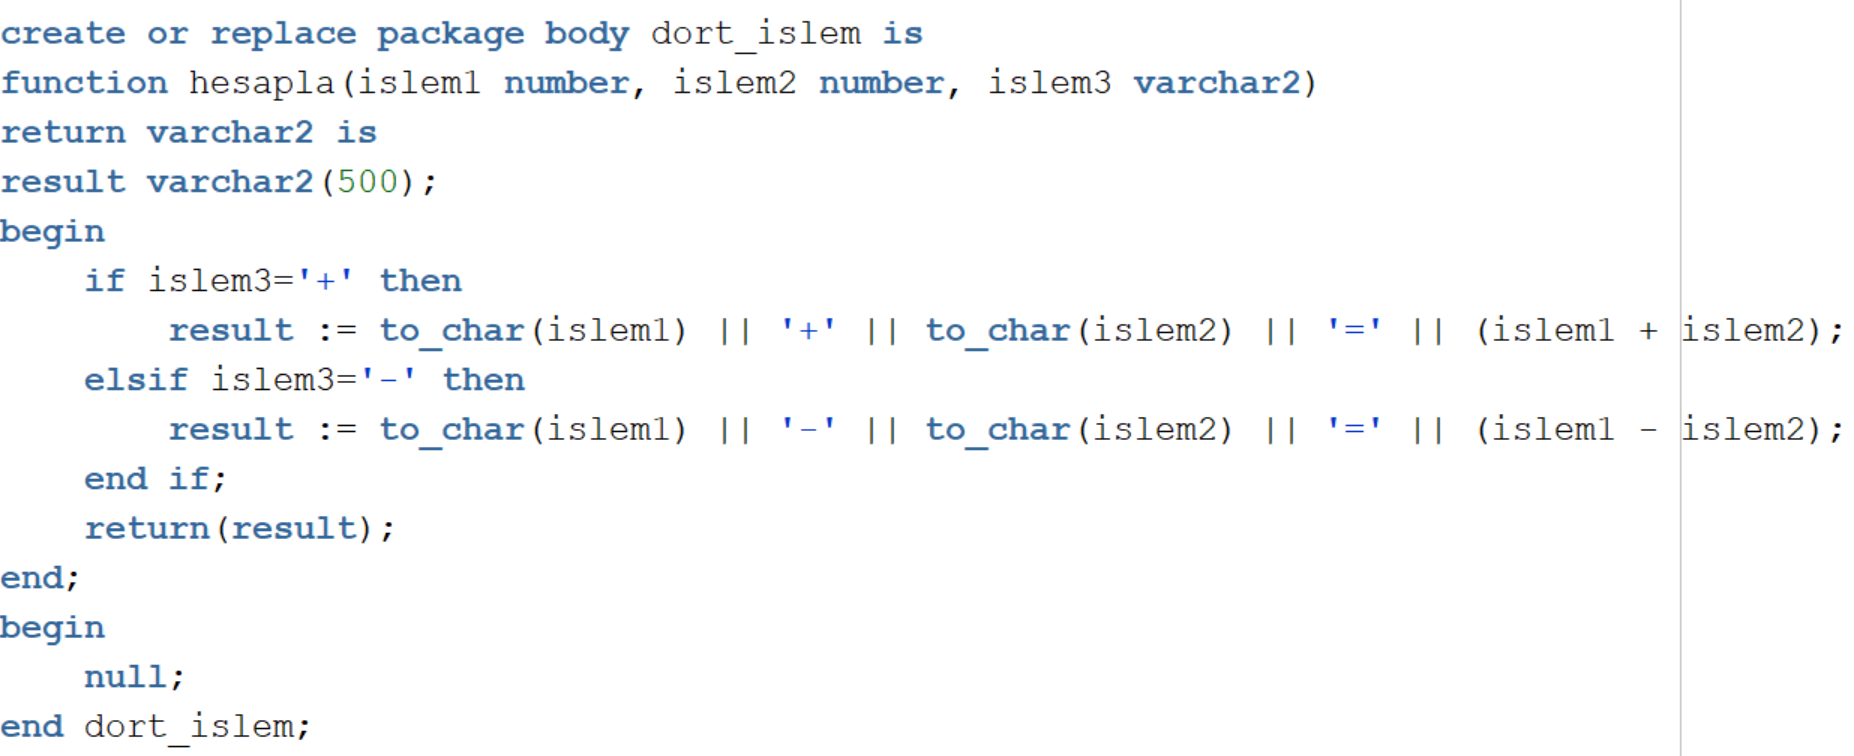 create or replace package body dort_islem is
function hesapla(islem1 number, islem2 number, islem3 varchar2)
return varchar2 is
result varchar2(500);
begin
    if islem3='+' then
        result := to_char(islem1) || '+' || to_char(islem2) || '=' || (islem1 + islem2);
    elsif islem3='-' then
        result := to_char(islem1) || '-' || to_char(islem2) || '=' || (islem1 - islem2);
    end if;
    return(result);
end;
begin
    null;
end dort_islem;